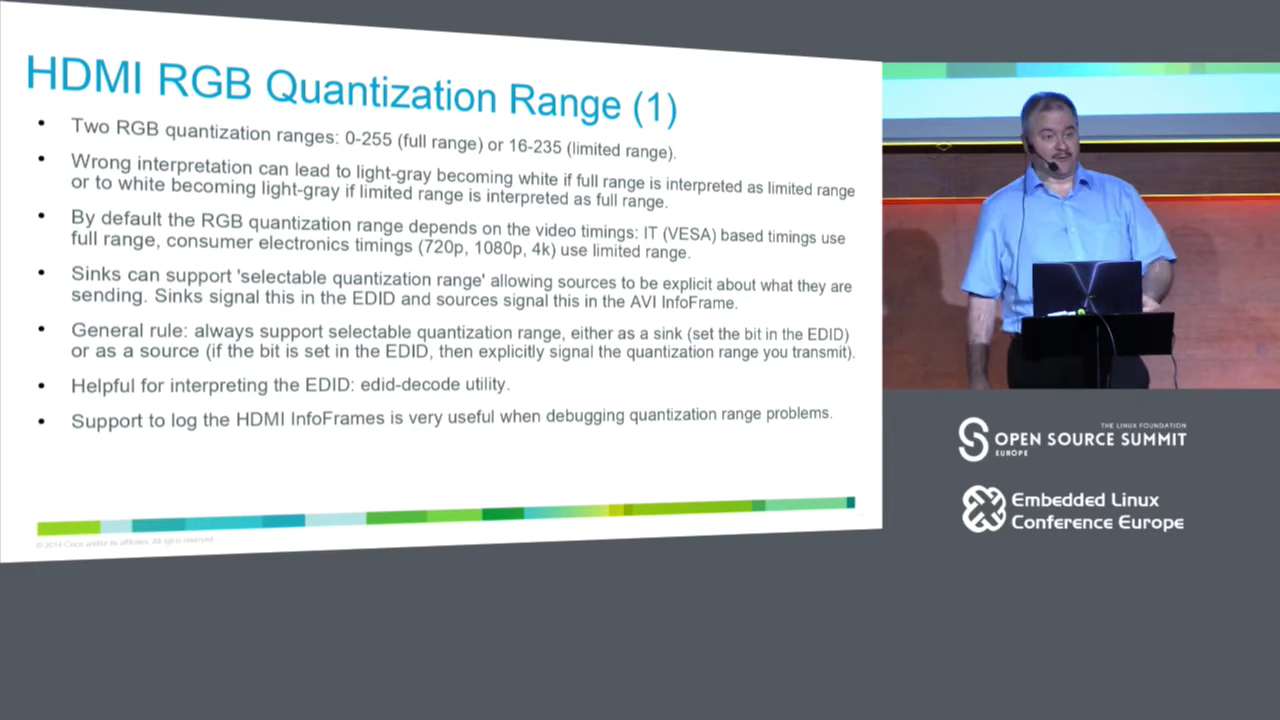 HDMI RGB Quantization Range (1)
• Two RGB quantization ranges: 0-255 (full range) or 16-235 (limited range).
• Wrong interpretation can lead to light-gray becoming white if full range is interpreted as limited range
or to white becoming light-gray if limited range is interpreted as full range.
• By default the RGB quantization range depends on the video timings: IT (VESA) based timings use
full range, consumer electronics timings (720p, 1080p, 4k) use limited range.
• Sinks can support 'selectable quantization range' allowing sources to be explicit about what they are
sending. Sinks signal this in the EDID and sources signal this in the AVI InfoFrame.
• General rule: always support selectable quantization range, either as a sink (set the bit in the EDID)
or as a source (if the bit is set in the EDID, then explicitly signal the quantization range you transmit).
• Helpful for interpreting the EDID: edid-decode utility.
• Support to log the HDMI InfoFrames is very useful when debugging quantization range problems.
© 2014 Cisco and/or its affiliates. All rights reserved.
THE LINUX FOUNDATION
OPEN SOURCE SUMMIT
EUROPE
Embedded Linux
Conference Europe